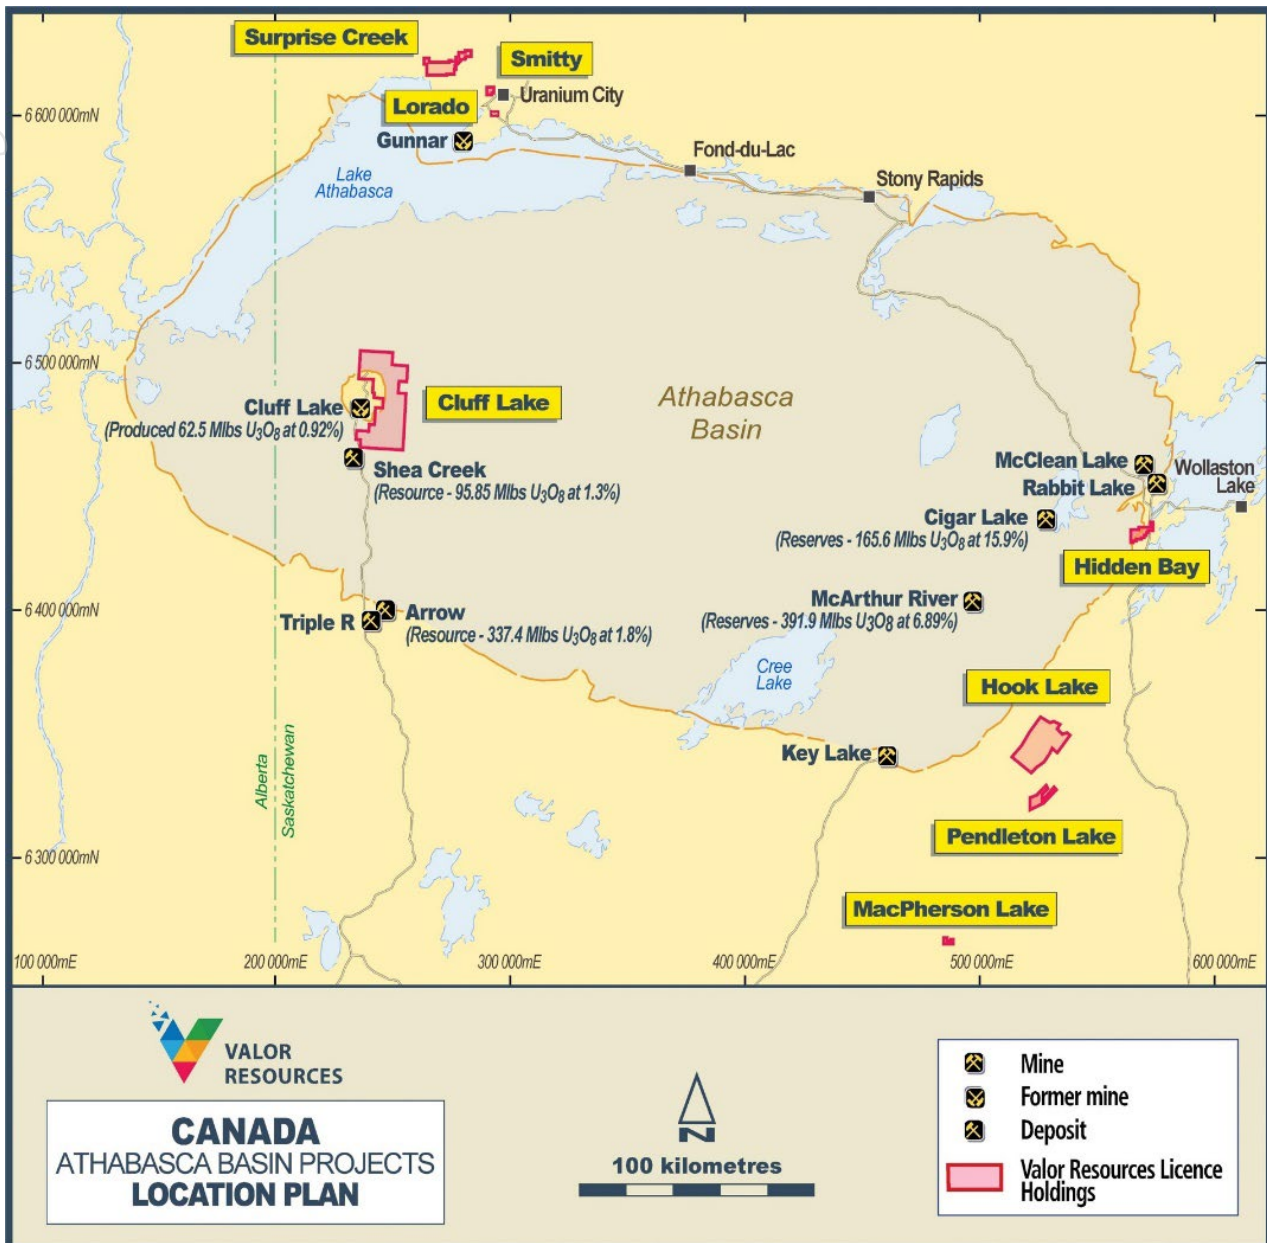 Surprise Creek
Smitty
Lorado
Uranium City
6 600 000mN
Gunnar
Fond-du-Lac
Lake
Athabasca
Stony Rapids
6 500 000mN
Cluff Lake
Cluff Lake
(Produced 62.5 Mlbs U₃O₈ at 0.92%)
Athabasca
Basin
Shea Creek
(Resource - 95.85 Mlbs U₃O₈ at 1.3%)
McClean Lake
Rabbit Lake
Wollaston
Lake
Cigar Lake
(Reserves - 165.6 Mlbs U₃O₈ at 15.9%)
Hidden Bay
6 400 000mN
Triple R
Arrow
(Resource - 337.4 Mlbs U₃O₈ at 1.8%)
McArthur River
(Reserves - 391.9 Mlbs U₃O₈ at 6.89%)
Cree
Lake
Hook Lake
Key Lake
Alberta
Saskatchewan
Pendleton Lake
6 300 000mN
MacPherson Lake
100 000mE
200 000mE
300 000mE
400 000mE
500 000mE
600 000mE
VALOR
RESOURCES
CANADA
ATHABASCA BASIN PROJECTS
LOCATION PLAN
N
100 kilometres
Mine
Former mine
Deposit
Valor Resources Licence
Holdings